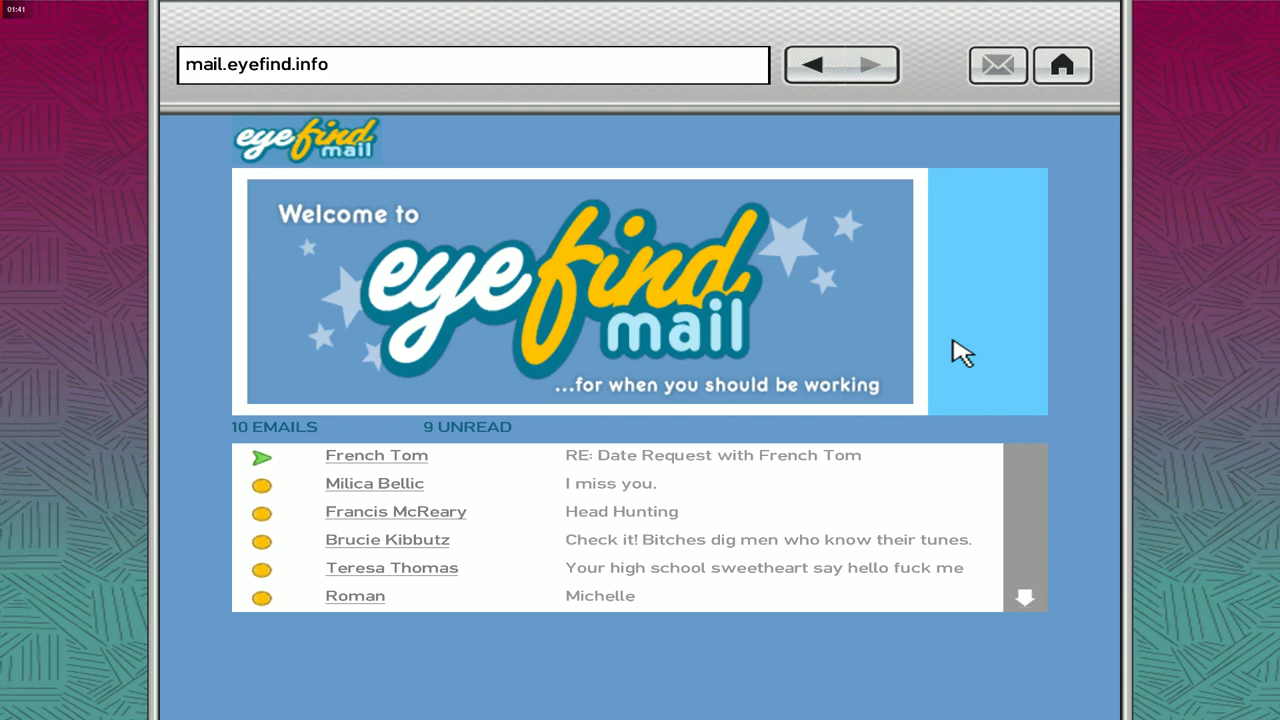 01:41
mail.eyefind.info
eyefind
mail
Welcome to
eyefind
mail
...for when you should be working
10 EMAILS 9 UNREAD
French Tom RE: Date Request with French Tom
Milica Bellic I miss you.
Francis McReary Head Hunting
Brucie Kibbutz Check it! Bitches dig men who know their tunes.
Teresa Thomas Your high school sweetheart say hello fuck me
Roman Michelle